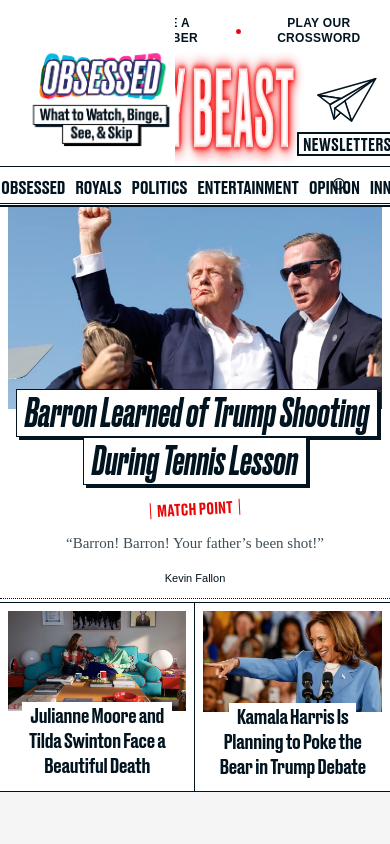 E A
BER
PLAY OUR
CROSSWORD
OBSESSED
What to Watch, Binge,
See, & Skip
Y BEAST
NEWSLETTERS
OBSESSED ROYALS POLITICS ENTERTAINMENT OPINION INN
Barron Learned of Trump Shooting
During Tennis Lesson
MATCH POINT
“Barron! Barron! Your father’s been shot!”
Kevin Fallon
Julianne Moore and
Tilda Swinton Face a
Beautiful Death
Kamala Harris Is
Planning to Poke the
Bear in Trump Debate